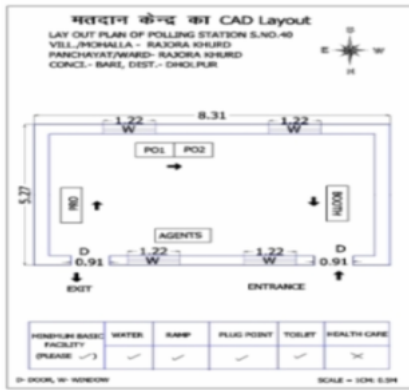 मतदान केन्द्र का CAD Layout
LAY OUT PLAN OF POLLING STATION S.NO.40
VILL./MOHALLA - RAJORA KHURD
PANCHAYAT/WARD- RAJORA KHURD
CONCI.- BARI, DIST.- DHOLPUR
S
E W
N
8.31
1.22 1.22
W W
PO1 PO2
5.27
PRO
BOOTH
AGENTS
D 1.22 1.22 D
0.91 W W 0.91
EXIT ENTRANCE
MINIMUM BASIC FACILITY (PLEASE ✓) WATER RAMP PLUG POINT TOILET HEALTH CARE
✓ ✓ ✓ ✓ ✕
D- DOOR, W- WINDOW SCALE = 1CM: 0.5M